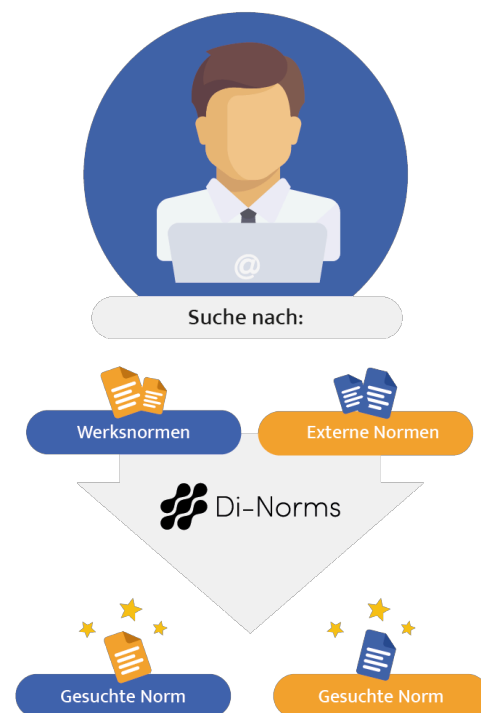 @
Suche nach:
Werksnormen
Externe Normen
Di-Norms
Gesuchte Norm
Gesuchte Norm